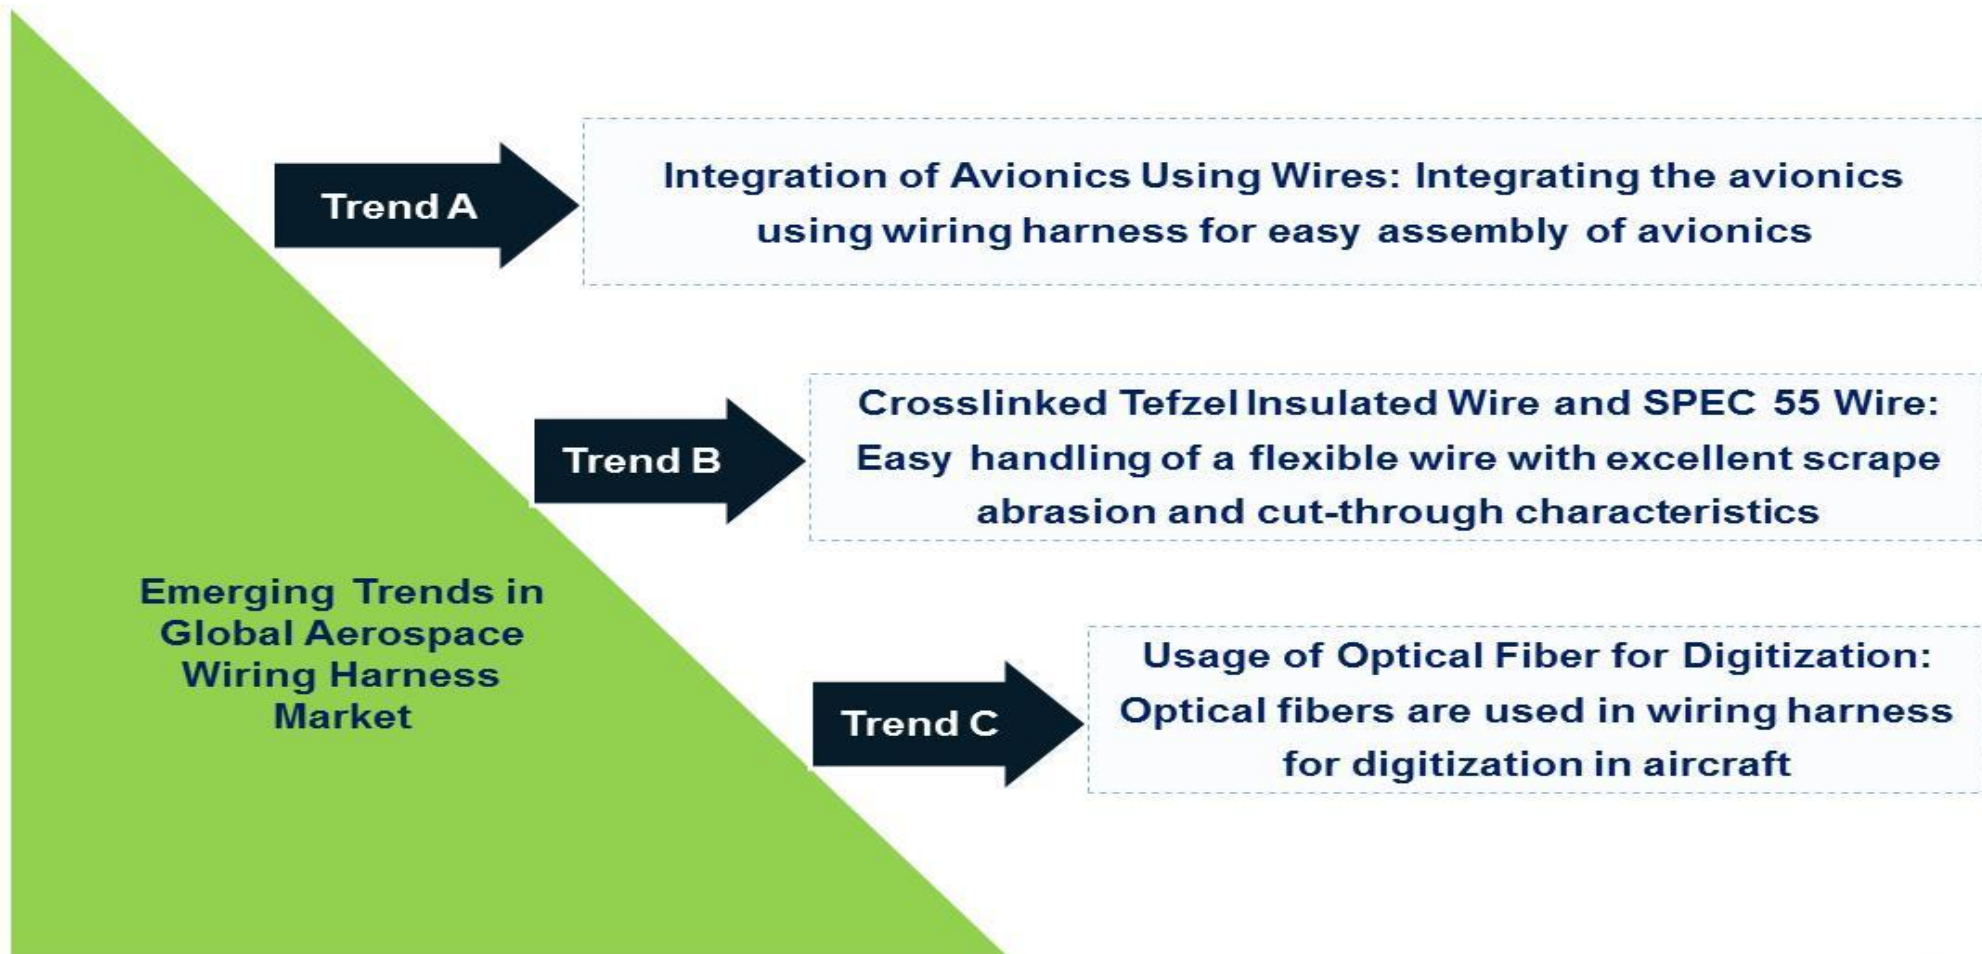 Trend A
Integration of Avionics Using Wires: Integrating the avionics
using wiring harness for easy assembly of avionics
Trend B
Crosslinked Tefzel Insulated Wire and SPEC 55 Wire:
Easy handling of a flexible wire with excellent scrape
abrasion and cut-through characteristics
Emerging Trends in
Global Aerospace
Wiring Harness
Market
Trend C
Usage of Optical Fiber for Digitization:
Optical fibers are used in wiring harness
for digitization in aircraft